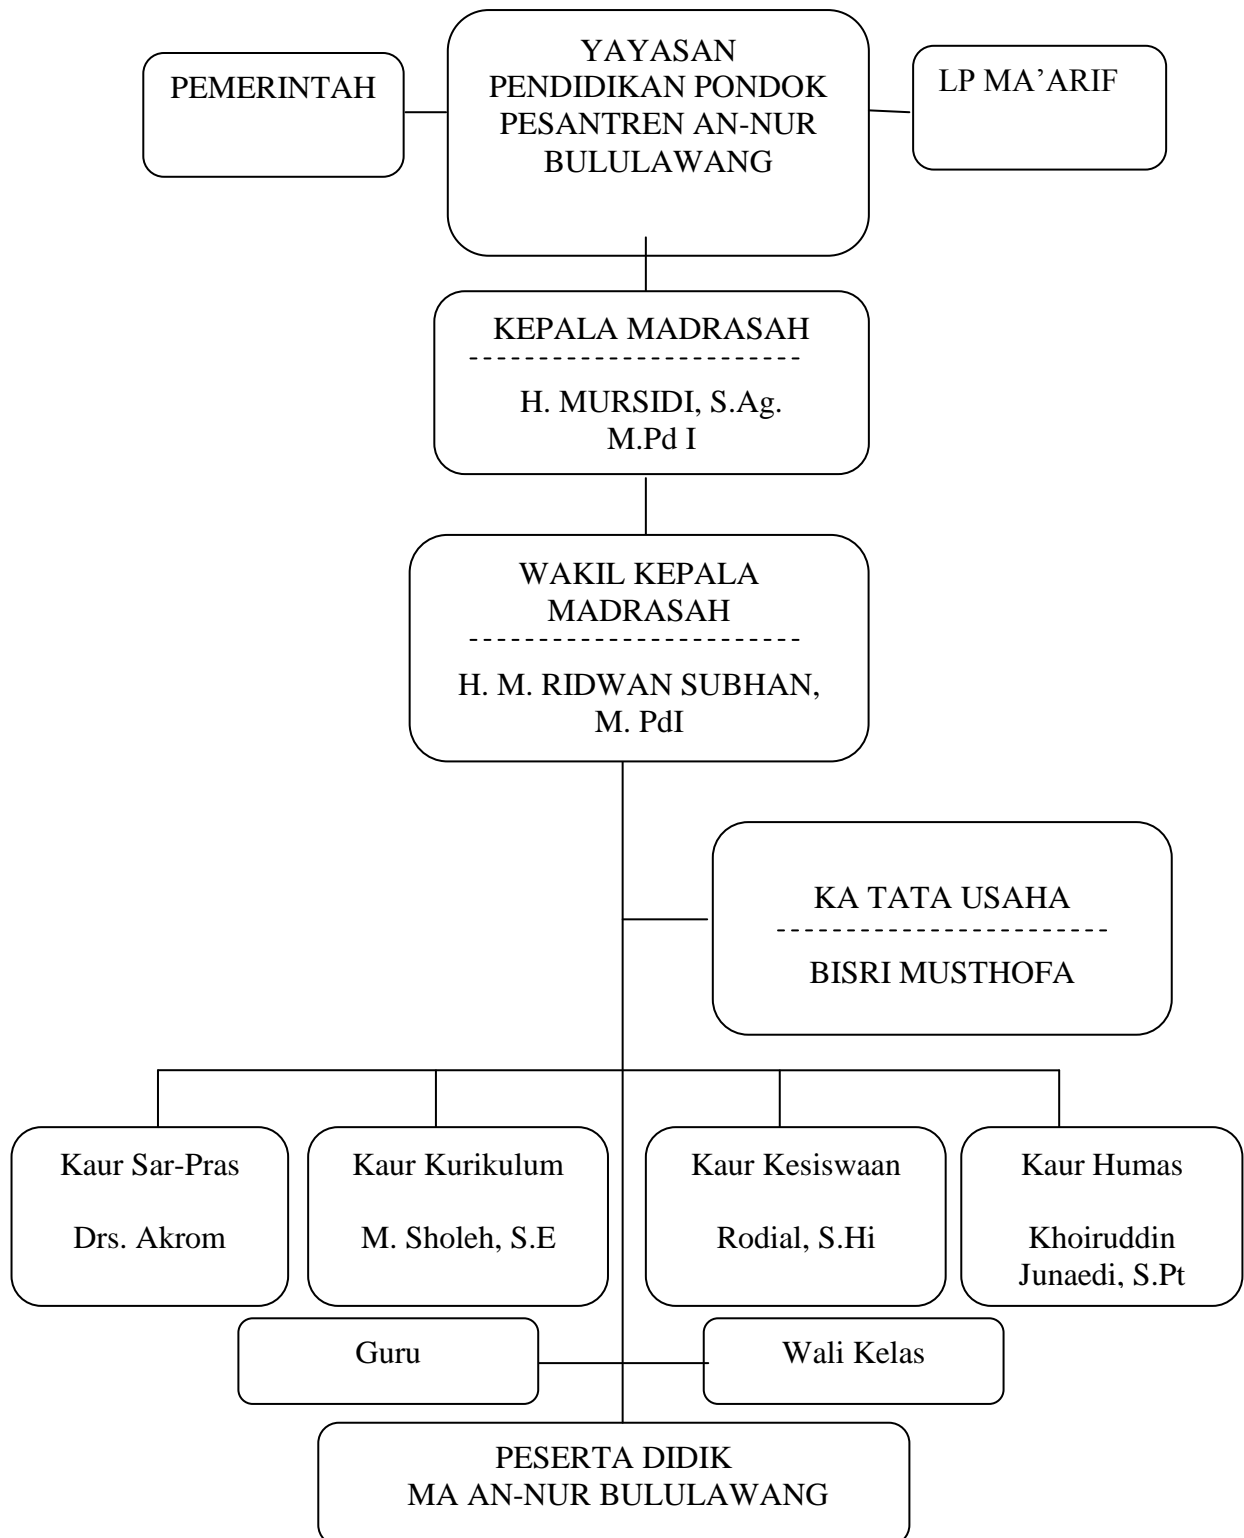 PEMERINTAH
YAYASAN
PENDIDIKAN PONDOK
PESANTREN AN-NUR
BULULAWANG
LP MA’ARIF
KEPALA MADRASAH
H. MURSIDI, S.Ag.
M.Pd I
WAKIL KEPALA
MADRASAH
H. M. RIDWAN SUBHAN,
M. PdI
KA TATA USAHA
BISRI MUSTHOFA
Kaur Sar-Pras
Drs. Akrom
Kaur Kurikulum
M. Sholeh, S.E
Kaur Kesiswaan
Rodial, S.Hi
Kaur Humas
Khoiruddin
Junaedi, S.Pt
Guru
Wali Kelas
PESERTA DIDIK
MA AN-NUR BULULAWANG